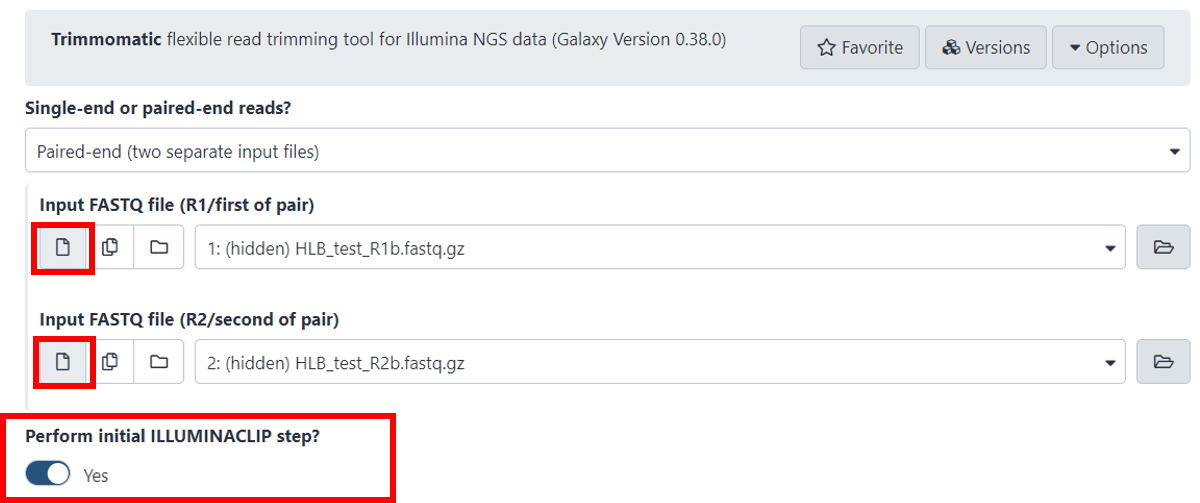 Trimmomatic flexible read trimming tool for Illumina NGS data (Galaxy Version 0.38.0)
Favorite
Versions
Options
Single-end or paired-end reads?
Paired-end (two separate input files)
Input FASTQ file (R1/first of pair)
1: (hidden) HLB_test_R1b.fastq.gz
Input FASTQ file (R2/second of pair)
2: (hidden) HLB_test_R2b.fastq.gz
Perform initial ILLUMINACLIP step?
Yes